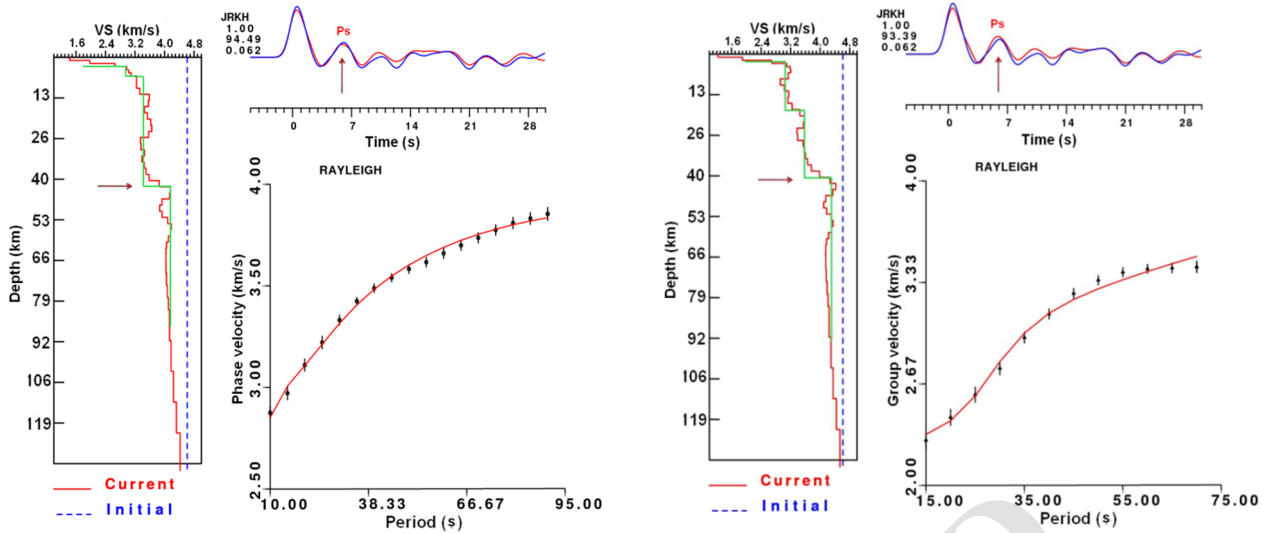 VS (km/s)
1.6 2.4 3.2 4.0 4.8
13
26
40
53
66
79
92
106
119
Depth (km)
Current
Initial
JRKH
1.00
94.49
0.062
Ps
0 7 14 21 28
Time (s)
RAYLEIGH
4.00
3.50
3.00
2.50
Phase velocity (km/s)
10.00 38.33 66.67 95.00
Period (s)
VS (km/s)
1.6 2.4 3.2 4.0 4.8
13
26
40
53
66
79
92
106
119
Depth (km)
Current
Initial
JRKH
1.00
93.39
0.062
Ps
0 7 14 21 28
Time (s)
RAYLEIGH
4.00
3.33
2.67
2.00
Group velocity (km/s)
15.00 35.00 55.00 75.00
Period (s)